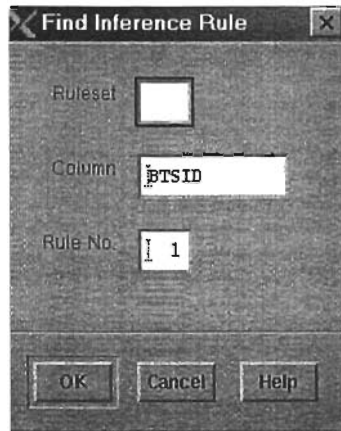 Find Inference Rule
Ruleset
Column BTSID
Rule No. 1
OK Cancel Help